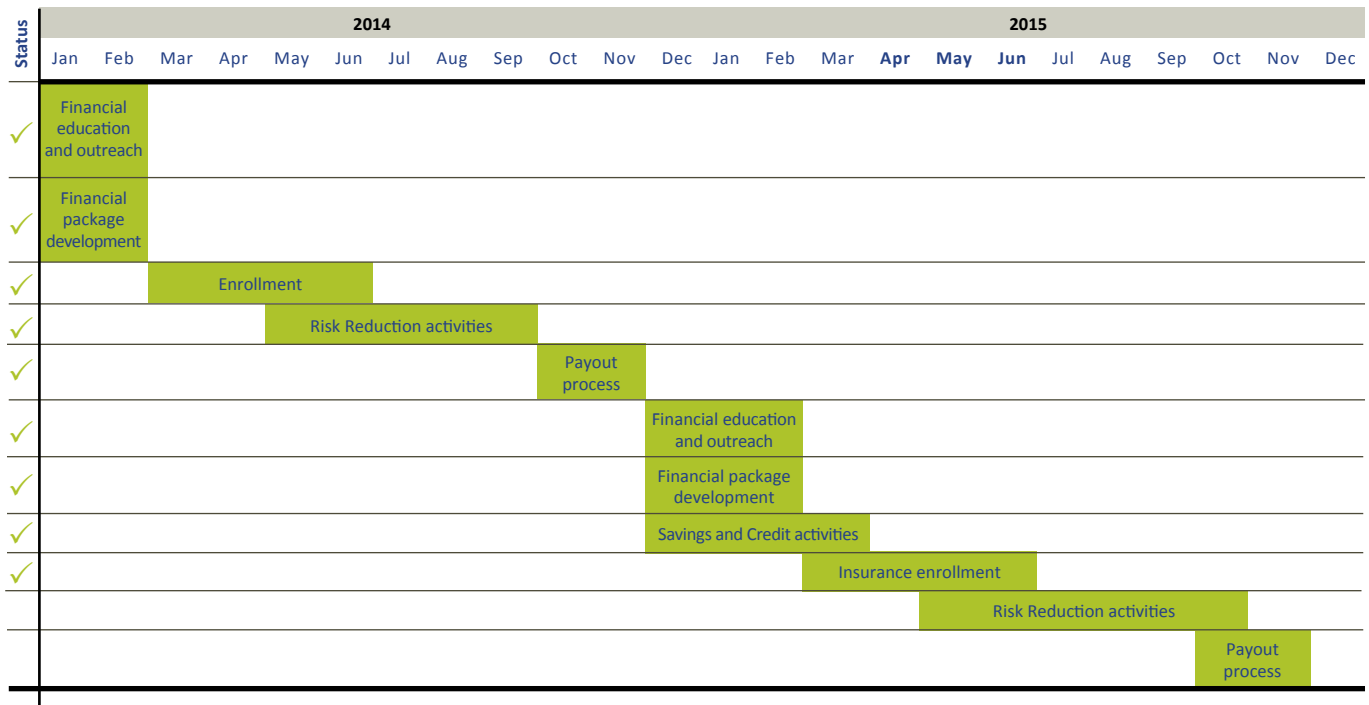 Status
2014 2015
Jan Feb Mar Apr May Jun Jul Aug Sep Oct Nov Dec Jan Feb Mar Apr May Jun Jul Aug Sep Oct Nov Dec
Financial
education
and outreach
Financial
package
development
Enrollment
Risk Reduction activities
Payout
process
Financial education
and outreach
Financial package
development
Savings and Credit activities
Insurance enrollment
Risk Reduction activities
Payout
process